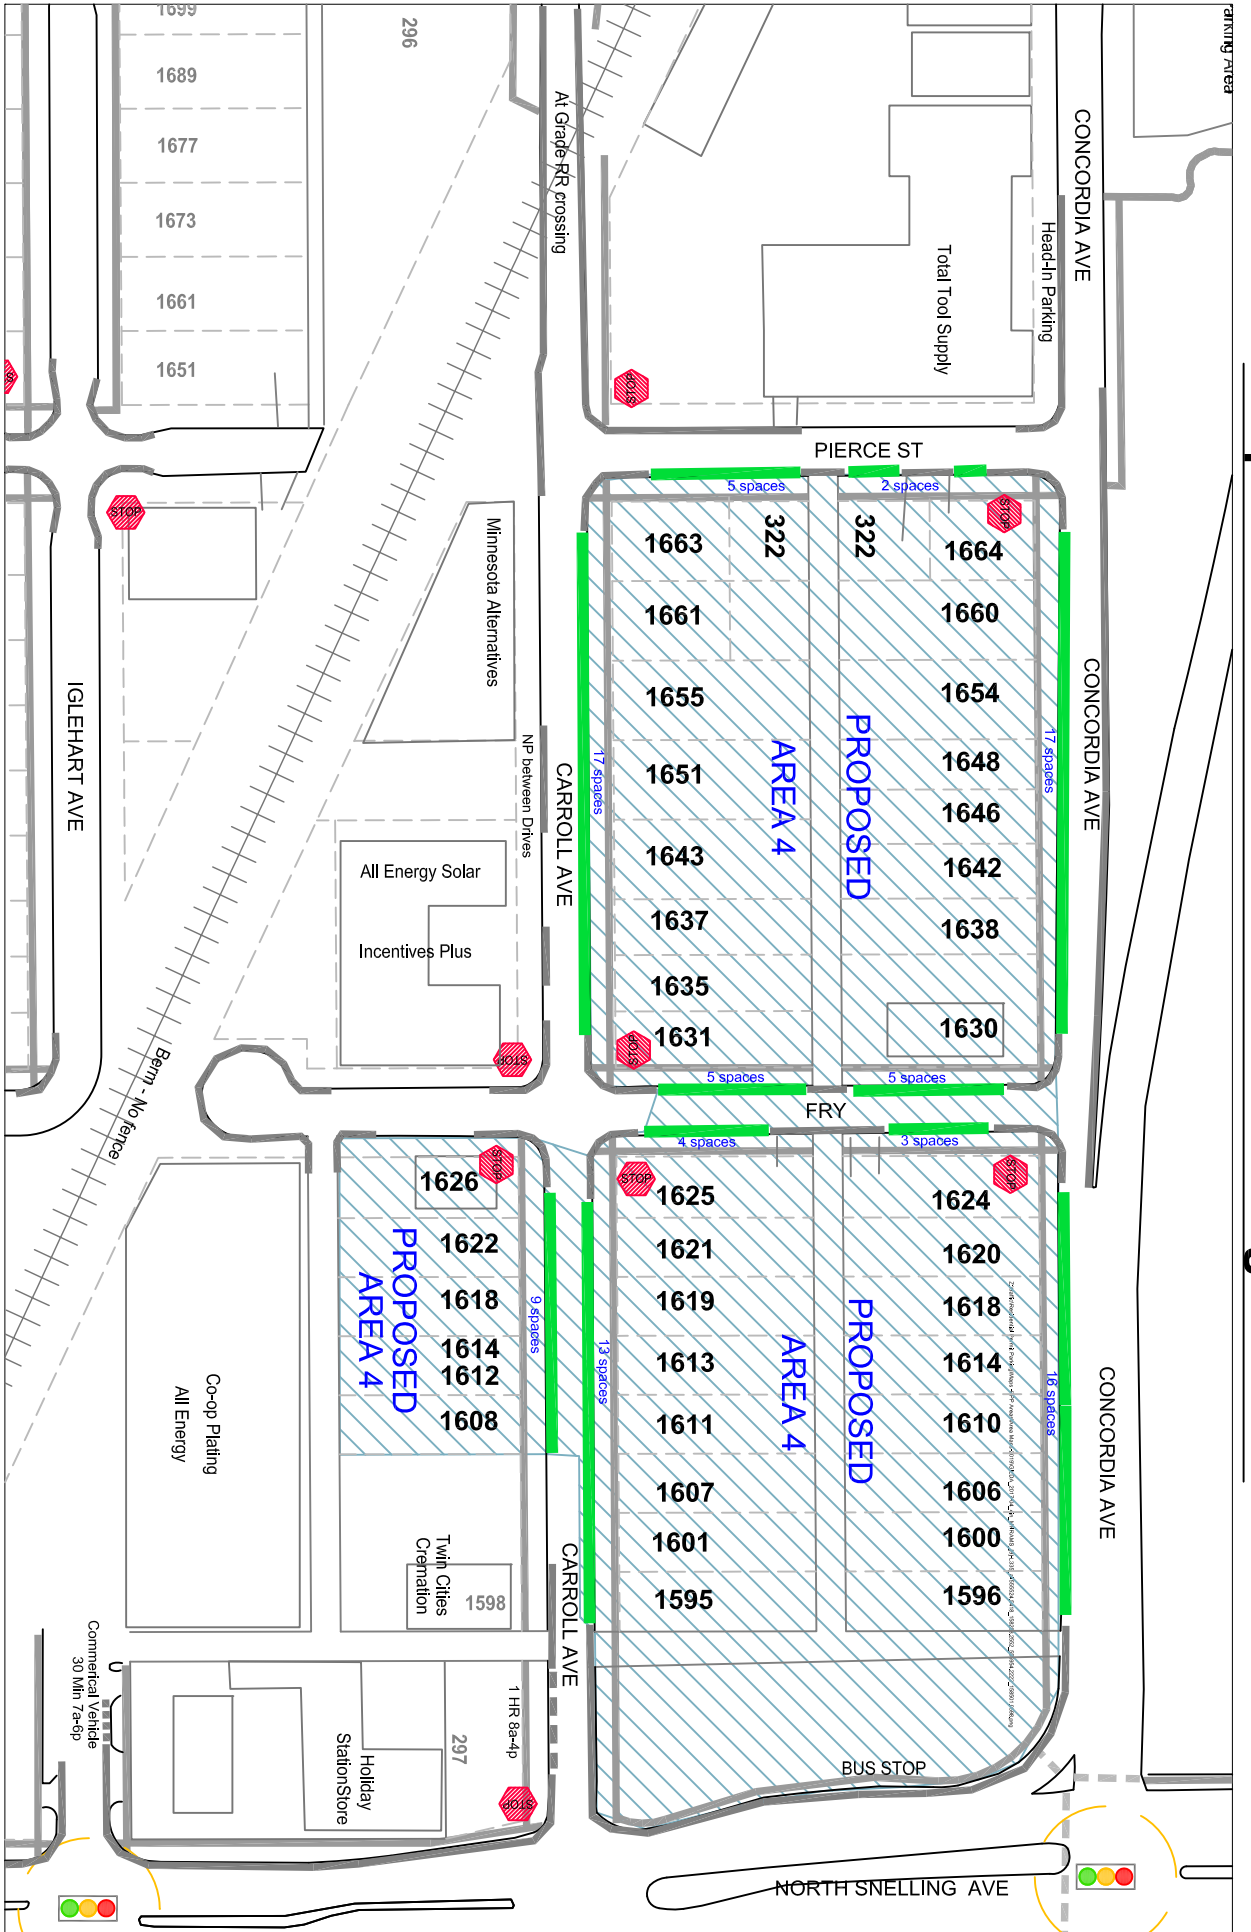 1699
1689
1677
1673
1661
1651
296
At Grade RR crossing
CONCORDIA AVE
Head-In Parking
Total Tool Supply
STOP
PIERCE ST
5 spaces
2 spaces
STOP
STOP
322
322
1663
1661
1655
1651
1643
1637
1635
1631
1664
1660
1654
1648
1646
1642
1638
1630
PROPOSED
AREA 4
17 spaces
17 spaces
CONCORDIA AVE
Minnesota Alternatives
NP between Drives
CARROLL AVE
IGLEHART AVE
All Energy Solar
Incentives Plus
STOP
STOP
Berm - No fence
5 spaces
5 spaces
FRY
4 spaces
3 spaces
STOP
STOP
STOP
1626
1622
1618
1614
1612
1608
PROPOSED
AREA 4
9 spaces
13 spaces
1625
1621
1619
1613
1611
1607
1601
1595
1624
1620
1618
1614
1610
1606
1600
1596
PROPOSED
AREA 4
16 spaces
CONCORDIA AVE
Co-op Plating
All Energy
Twin Cities
Cremation
1598
CARROLL AVE
Commerical Vehicle
30 Min 7a-6p
1 HR 8a-4p
297
Holiday
StationStore
STOP
BUS STOP
NORTH SNELLING AVE